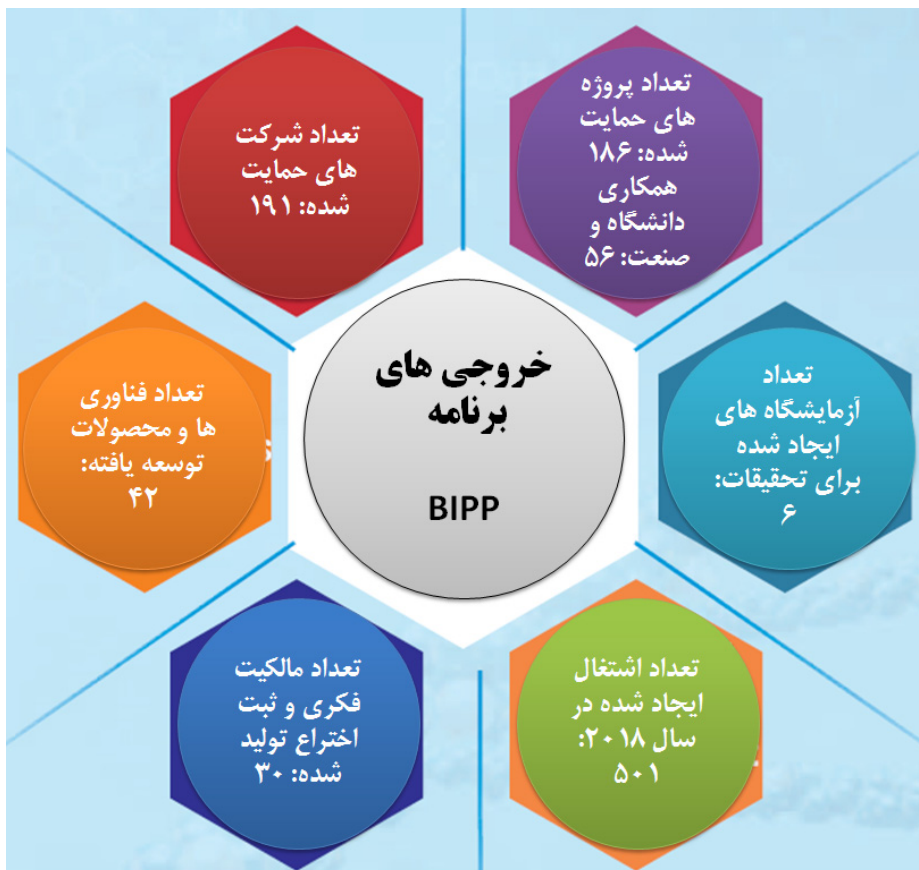 تعداد پروژه
های حمایت
شده: ۱۸۶
همکاری
دانشگاه و
صنعت: ۵۶
تعداد شرکت
های حمایت
شده: ۱۹۱
خروجی های
برنامه
BIPP
تعداد
آزمایشگاه های
ایجاد شده
برای تحقیقات:
۶
تعداد فناوری
ها و محصولات
توسعه یافته:
۴۲
تعداد اشتغال
ایجاد شده در
سال ۲۰۱۸:
۵۰۱
تعداد مالکیت
فکری و ثبت
اختراع تولید
شده: ۳۰